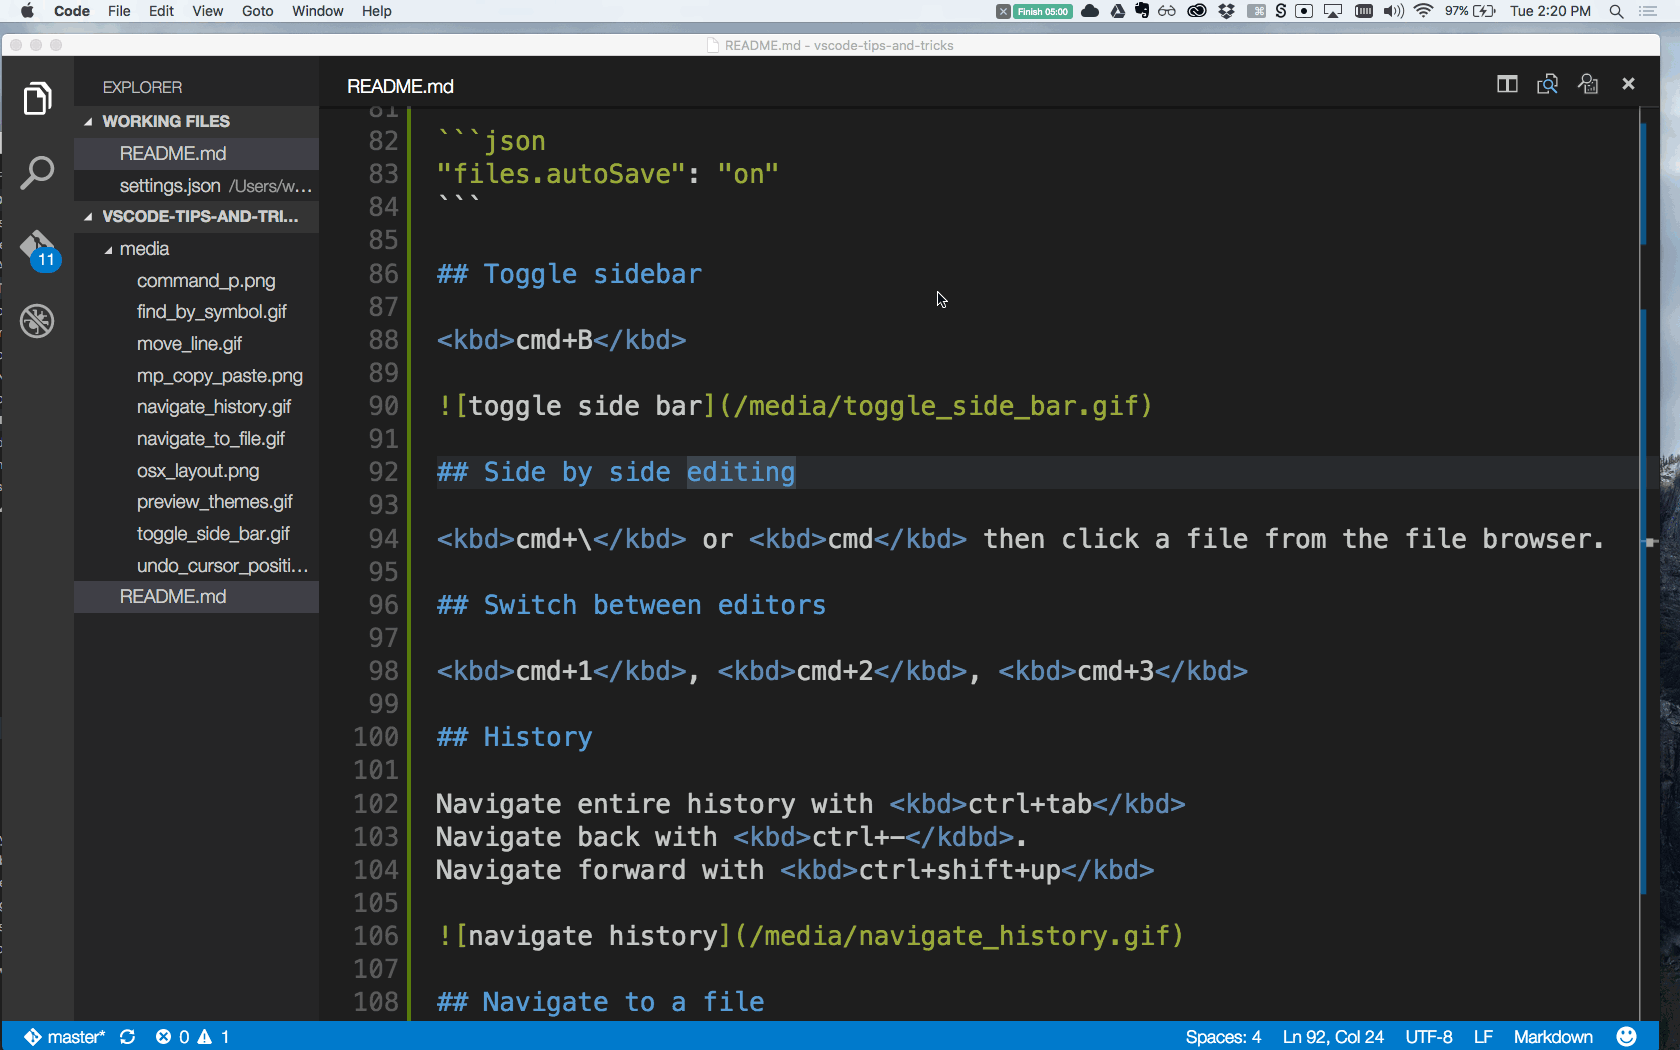 Code File Edit View Goto Window Help
Finish 05:00
97%
Tue 2:20 PM
README.md - vscode-tips-and-tricks
EXPLORER
WORKING FILES
README.md
settings.json /Users/w...
VSCODE-TIPS-AND-TRI...
media
command_p.png
find_by_symbol.gif
move_line.gif
mp_copy_paste.png
navigate_history.gif
navigate_to_file.gif
osx_layout.png
preview_themes.gif
toggle_side_bar.gif
undo_cursor_positi...
README.md
11
README.md
81
82 ```json
83 "files.autoSave": "on"
84 ```
85
86 ## Toggle sidebar
87
88 <kbd>cmd+B</kbd>
89
90 ![toggle side bar](/media/toggle_side_bar.gif)
91
92 ## Side by side editing
93
94 <kbd>cmd+\</kbd> or <kbd>cmd</kbd> then click a file from the file browser.
95
96 ## Switch between editors
97
98 <kbd>cmd+1</kbd>, <kbd>cmd+2</kbd>, <kbd>cmd+3</kbd>
99
100 ## History
101
102 Navigate entire history with <kbd>ctrl+tab</kbd>
103 Navigate back with <kbd>ctrl+-</kdbd>.
104 Navigate forward with <kbd>ctrl+shift+up</kbd>
105
106 ![navigate history](/media/navigate_history.gif)
107
108 ## Navigate to a file
master* 0 1
Spaces: 4 Ln 92, Col 24 UTF-8 LF Markdown